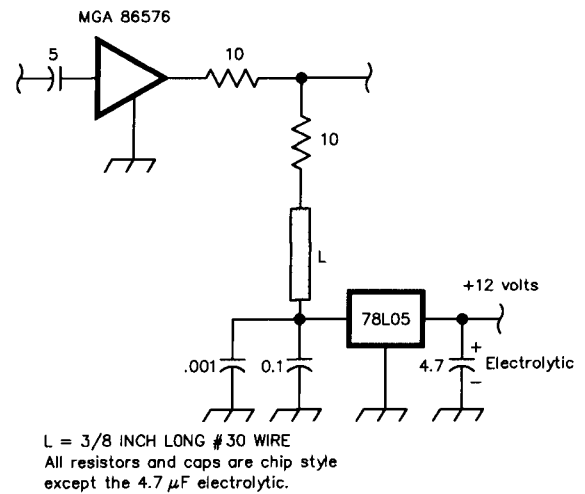 MGA 86576
5
10
10
L
+12 volts
78L05
.001
0.1
4.7
+
Electrolytic
−
L = 3/8 INCH LONG #30 WIRE
All resistors and caps are chip style
except the 4.7 μF electrolytic.